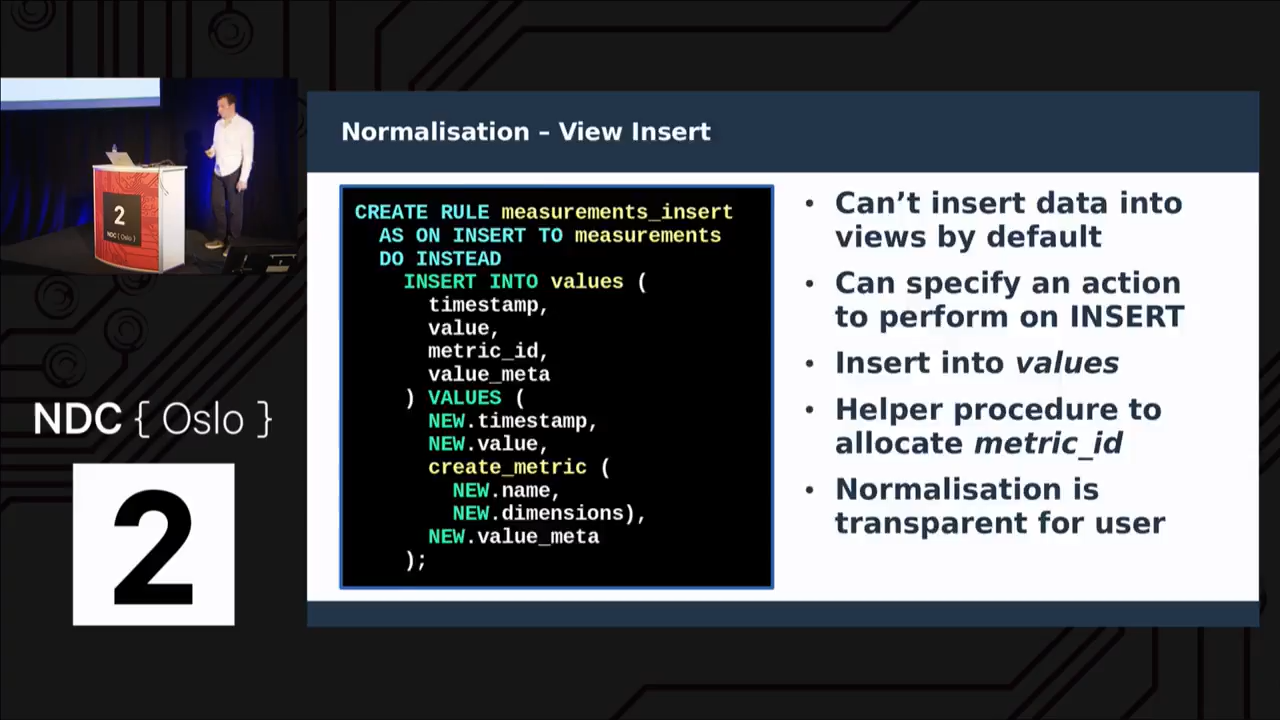 Normalisation – View Insert
CREATE RULE measurements_insert
AS ON INSERT TO measurements
DO INSTEAD
INSERT INTO values (
timestamp,
value,
metric_id,
value_meta
) VALUES (
NEW.timestamp,
NEW.value,
create_metric (
NEW.name,
NEW.dimensions),
NEW.value_meta
);
• Can’t insert data into
views by default
• Can specify an action
to perform on INSERT
• Insert into values
• Helper procedure to
allocate metric_id
• Normalisation is
transparent for user
2
NDC { Oslo }
NDC { Oslo }
2